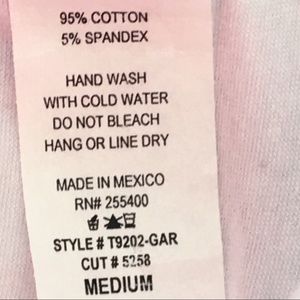 95% COTTON
5% SPANDEX
HAND WASH
WITH COLD WATER
DO NOT BLEACH
HANG OR LINE DRY
MADE IN MEXICO
RN# 255400
STYLE # T9202-GAR
CUT # 5258
MEDIUM